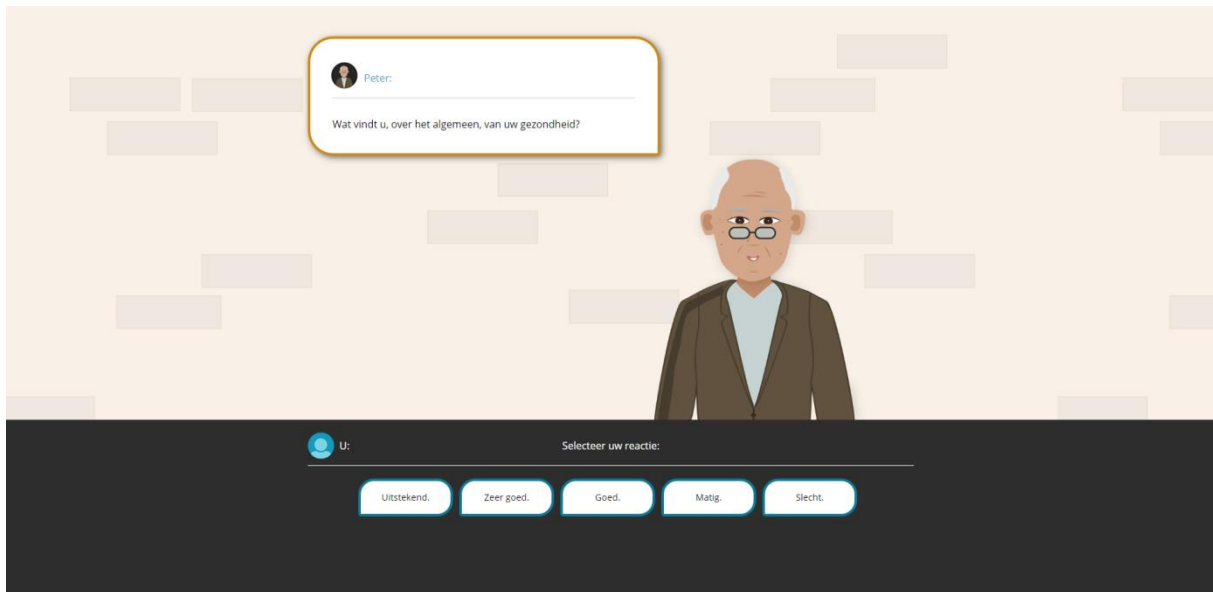 Peter:
Wat vindt u, over het algemeen, van uw gezondheid?
U:
Selecteer uw reactie:
Uitstekend.
Zeer goed.
Goed.
Matig.
Slecht.